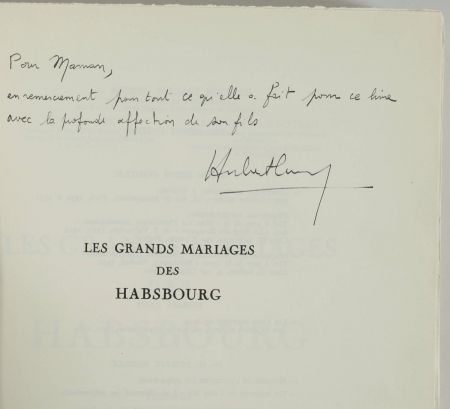 Pour Maman,
en remerciement pour tout ce qu'elle a fait pour ce livre
avec la profonde affection de son fils
LES GRANDS MARIAGES
DES
HABSBOURG